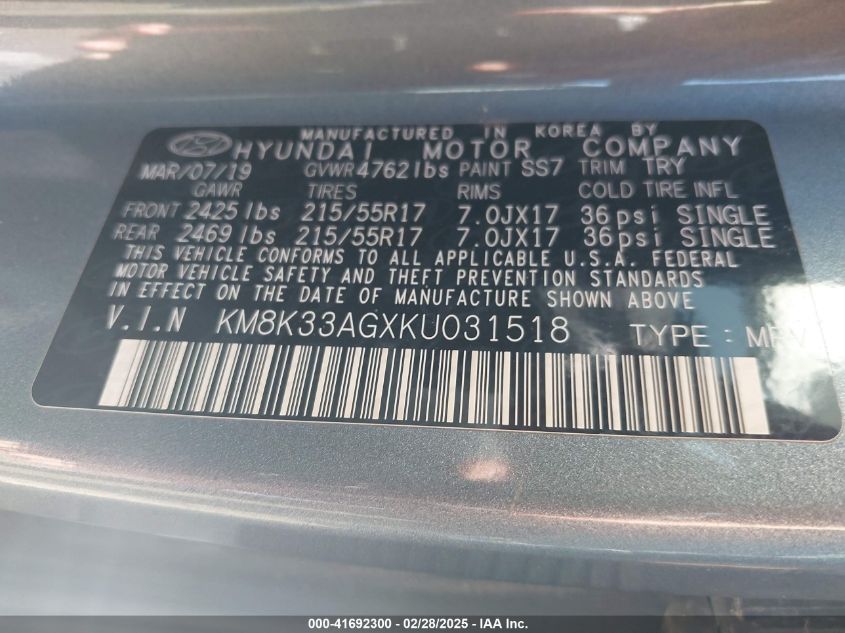 MANUFACTURED IN KOREA BY
HYUNDAI MOTOR COMPANY
MAR/07/19 GVWR 4762lbs PAINT SS7 TRIM TRY
GAWR TIRES RIMS COLD TIRE INFL
FRONT 2425lbs 215/55R17 7.0JX17 36psi SINGLE
REAR 2469lbs 215/55R17 7.0JX17 36psi SINGLE
THIS VEHICLE CONFORMS TO ALL APPLICABLE U.S.A. FEDERAL
MOTOR VEHICLE SAFETY AND THEFT PREVENTION STANDARDS
IN EFFECT ON THE DATE OF MANUFACTURE SHOWN ABOVE
V.I.N KM8K33AGXKU031518 TYPE : MPV
000-41692300 - 02/28/2025 - IAA Inc.